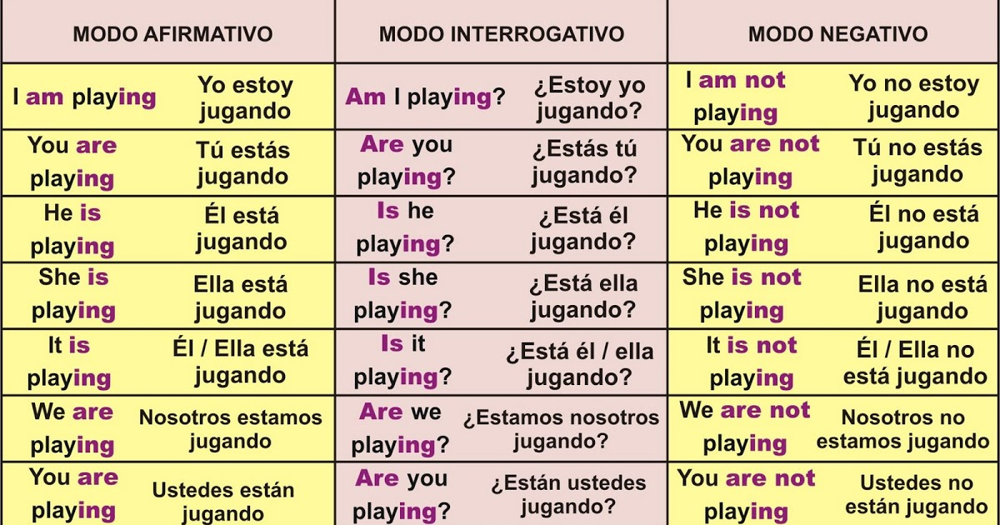 MODO AFIRMATIVO
MODO INTERROGATIVO
MODO NEGATIVO
I am playing
Yo estoy
jugando
Am I playing?
¿Estoy yo
jugando?
I am not
playing
Yo no estoy
jugando
You are
playing
Tú estás
jugando
Are you
playing?
¿Estás tú
jugando?
You are not
playing
Tú no estás
jugando
He is
playing
Él está
jugando
Is he
playing?
¿Está él
jugando?
He is not
playing
Él no está
jugando
She is
playing
Ella está
jugando
Is she
playing?
¿Está ella
jugando?
She is not
playing
Ella no está
jugando
It is
playing
Él / Ella está
jugando
Is it
playing?
¿Está él / ella
jugando?
It is not
playing
Él / Ella no
está jugando
We are
playing
Nosotros estamos
jugando
Are we
playing?
¿Estamos nosotros
jugando?
We are not
playing
Nosotros no
estamos jugando
You are
playing
Ustedes están
jugando
Are you
playing?
¿Están ustedes
jugando?
You are not
playing
Ustedes no
están jugando